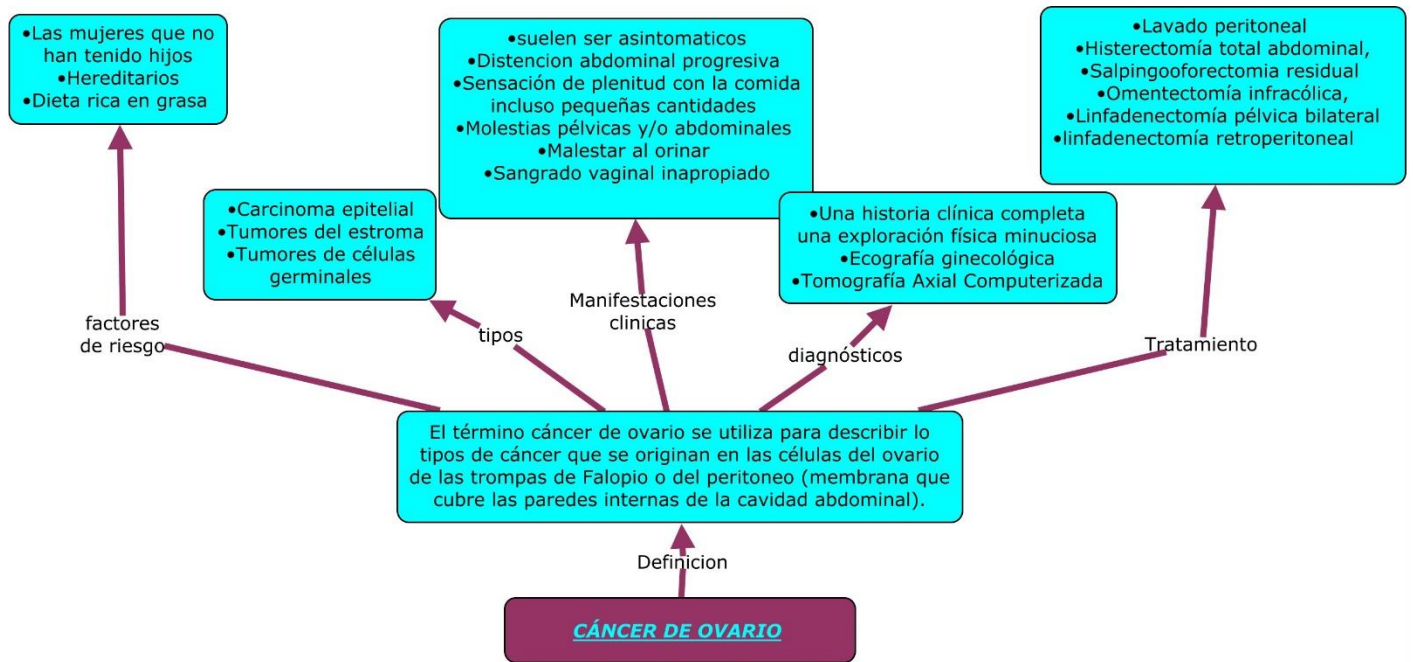 •Las mujeres que no
han tenido hijos
•Hereditarios
•Dieta rica en grasa
•suelen ser asintomaticos
•Distencion abdominal progresiva
•Sensación de plenitud con la comida
incluso pequeñas cantidades
•Molestias pélvicas y/o abdominales
•Malestar al orinar
•Sangrado vaginal inapropiado
•Lavado peritoneal
•Histerectomía total abdominal,
•Salpingooforectomia residual
•Omentectomía infracólica,
•Linfadenectomía pélvica bilateral
•linfadenectomía retroperitoneal
•Carcinoma epitelial
•Tumores del estroma
•Tumores de células
germinales
•Una historia clínica completa
una exploración física minuciosa
•Ecografía ginecológica
•Tomografía Axial Computerizada
factores
de riesgo
tipos
Manifestaciones
clinicas
diagnósticos
Tratamiento
El término cáncer de ovario se utiliza para describir lo
tipos de cáncer que se originan en las células del ovario
de las trompas de Falopio o del peritoneo (membrana que
cubre las paredes internas de la cavidad abdominal).
Definicion
CÁNCER DE OVARIO